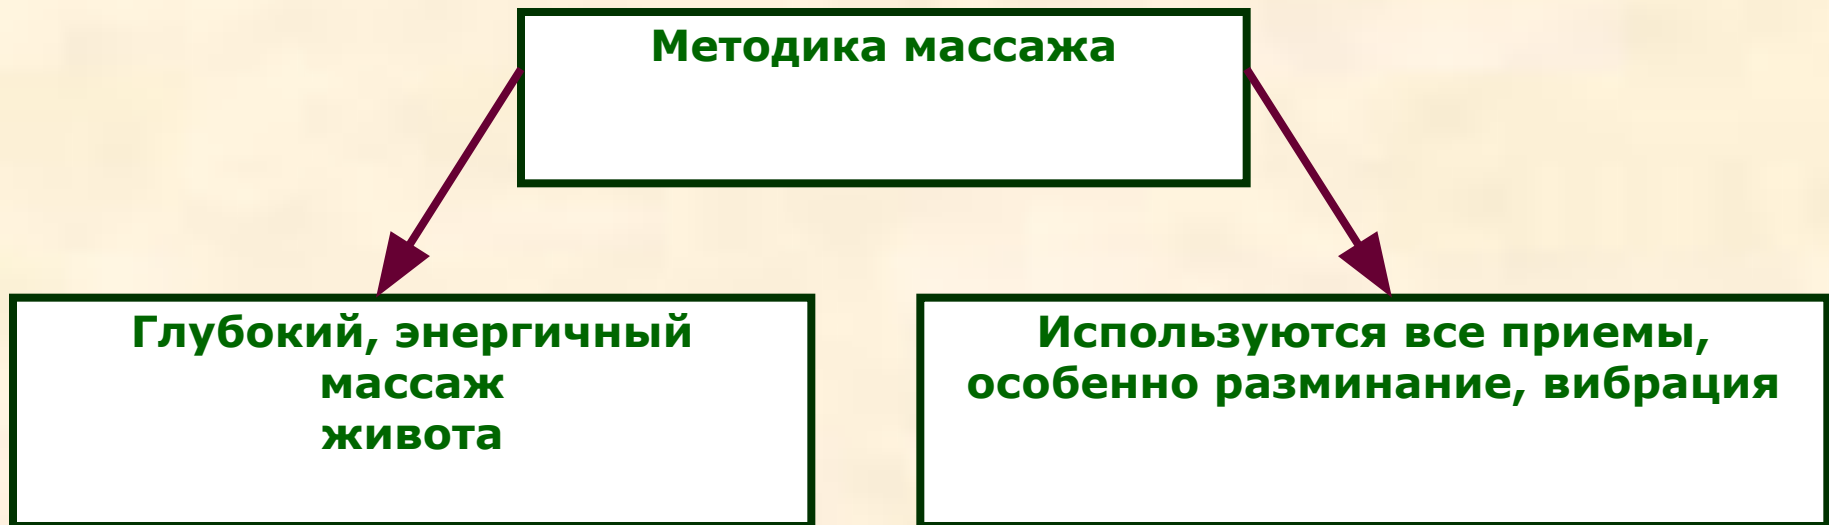 Методика массажа
Глубокий, энергичный
массаж
живота
Используются все приемы,
особенно разминание, вибрация